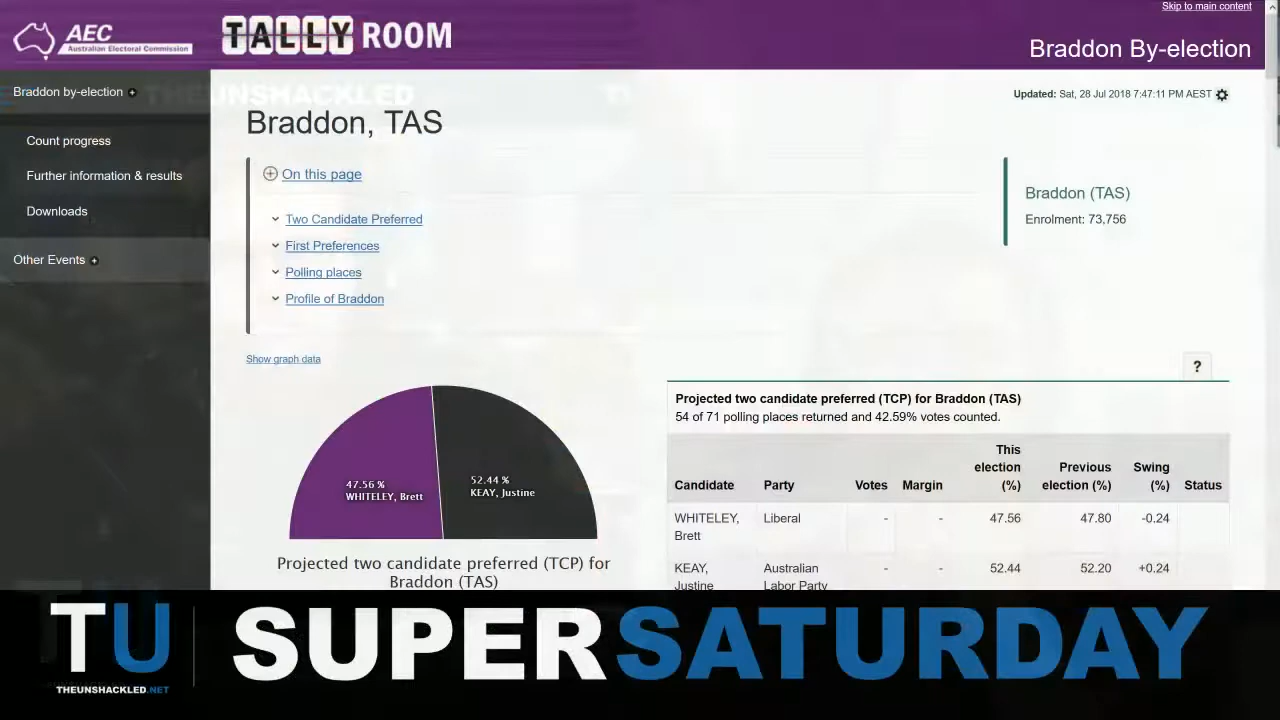 Skip to main content
AEC
Australian Electoral Commission
TALLY ROOM
Braddon By-election
Braddon by-election
THEUNSHACKLED
Updated: Sat, 28 Jul 2018 7:47:11 PM AEST
Braddon, TAS
Count progress
Further information & results
Downloads
Other Events
On this page
Two Candidate Preferred
First Preferences
Polling places
Profile of Braddon
Braddon (TAS)
Enrolment: 73,756
Show graph data
?
47.56 %
WHITELEY, Brett
52.44 %
KEAY, Justine
Projected two candidate preferred (TCP) for
Braddon (TAS)
Projected two candidate preferred (TCP) for Braddon (TAS)
54 of 71 polling places returned and 42.59% votes counted.
Candidate Party Votes Margin This election (%) Previous election (%) Swing (%) Status
WHITELEY, Brett Liberal - - 47.56 47.80 -0.24
KEAY, Justine Australian Labor Party - - 52.44 52.20 +0.24
TU SUPERSATURDAY
THEUNSHACKLED.NET